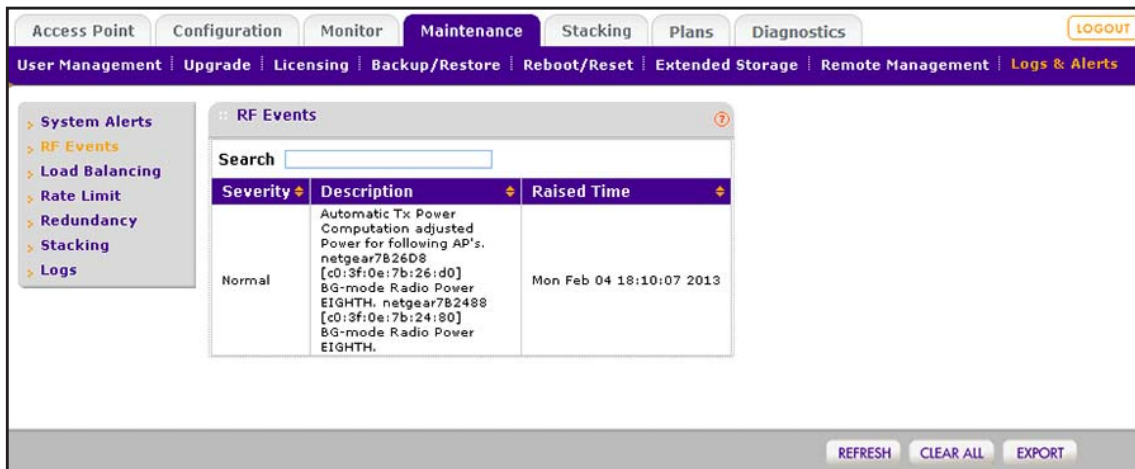 Access Point Configuration Monitor Maintenance Stacking Plans Diagnostics LOGOUT
User Management Upgrade Licensing Backup/Restore Reboot/Reset Extended Storage Remote Management Logs & Alerts
System Alerts
RF Events
Load Balancing
Rate Limit
Redundancy
Stacking
Logs
RF Events ?
Search
Severity Description Raised Time
Normal
Automatic Tx Power
Computation adjusted
Power for following AP's.
netgear7B26D8
[c0:3f:0e:7b:26:d0]
BG-mode Radio Power
EIGHTH. netgear7B2488
[c0:3f:0e:7b:24:80]
BG-mode Radio Power
EIGHTH.
Mon Feb 04 18:10:07 2013
REFRESH CLEAR ALL EXPORT